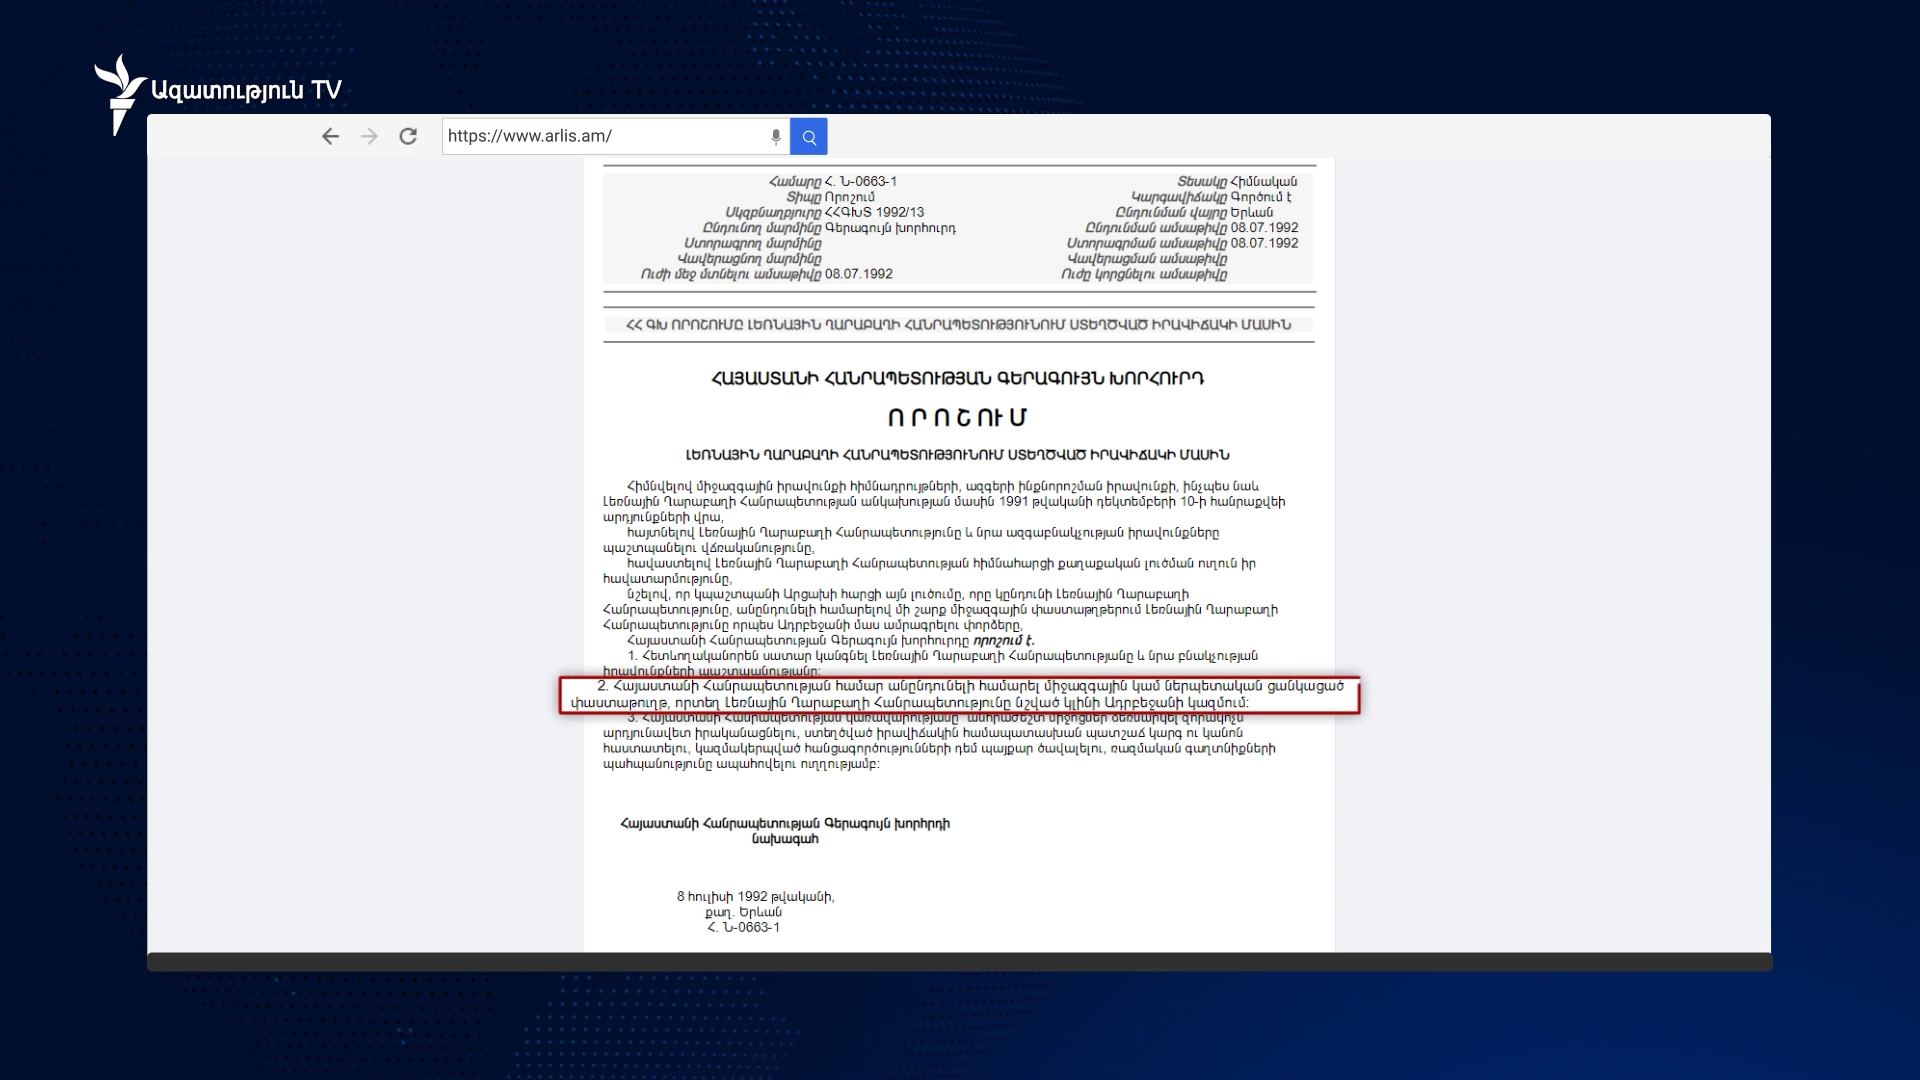 Ազատություն TV
https://www.arlis.am/
Համարը Հ. Ն-0663-1
Տեսակը Հիմնական
Տիպը Որոշում
Կարգավիճակը Գործում է
Սկզբնաղբյուրը ՀՀԳԽՏ 1992/13
Ընդունման վայրը Երևան
Ընդունող մարմինը Գերագույն խորհուրդ
Ընդունման ամսաթիվը 08.07.1992
Ստորագրող մարմինը
Ստորագրման ամսաթիվը 08.07.1992
Վավերացնող մարմինը
Վավերացման ամսաթիվը
Ուժի մեջ մտնելու ամսաթիվը 08.07.1992
Ուժը կորցնելու ամսաթիվը
ՀՀ ԳԽ ՈՐՈՇՈՒՄԸ ԼԵՌՆԱՅԻՆ ՂԱՐԱԲԱՂԻ ՀԱՆՐԱՊԵՏՈՒԹՅՈՒՆՈՒՄ ՍՏԵՂԾՎԱԾ ԻՐԱՎԻՃԱԿԻ ՄԱՍԻՆ
ՀԱՅԱՍՏԱՆԻ ՀԱՆՐԱՊԵՏՈՒԹՅԱՆ ԳԵՐԱԳՈՒՅՆ ԽՈՐՀՈՒՐԴ
Ո Ր Ո Շ ՈՒ Մ
ԼԵՌՆԱՅԻՆ ՂԱՐԱԲԱՂԻ ՀԱՆՐԱՊԵՏՈՒԹՅՈՒՆՈՒՄ ՍՏԵՂԾՎԱԾ ԻՐԱՎԻՃԱԿԻ ՄԱՍԻՆ
Հիմնվելով միջազգային իրավունքի հիմնադրույթների, ազգերի ինքնորոշման իրավունքի, ինչպես նաև
Լեռնային Ղարաբաղի Հանրապետության անկախության մասին 1991 թվականի դեկտեմբերի 10-ի հանրաքվեի
արդյունքների վրա,
հայտնելով Լեռնային Ղարաբաղի Հանրապետությունը և նրա ազգաբնակչության իրավունքները
պաշտպանելու վճռականությունը,
հավաստելով Լեռնային Ղարաբաղի Հանրապետության հիմնահարցի քաղաքական լուծման ուղուն իր
հավատարմությունը,
նշելով, որ կպաշտպանի Արցախի հարցի այն լուծումը, որը կընդունի Լեռնային Ղարաբաղի
Հանրապետությունը, անընդունելի համարելով մի շարք միջազգային փաստաթղթերում Լեռնային Ղարաբաղի
Հանրապետությունը որպես Ադրբեջանի մաս ամրագրելու փորձերը,
Հայաստանի Հանրապետության Գերագույն խորհուրդը որոշում է.
1. Հետևողականորեն սատար կանգնել Լեռնային Ղարաբաղի Հանրապետությանը և նրա բնակչության
իրավունքների պաշտպանությանը:
2. Հայաստանի Հանրապետության համար անընդունելի համարել միջազգային կամ ներպետական ցանկացած
փաստաթուղթ, որտեղ Լեռնային Ղարաբաղի Հանրապետությունը նշված կլինի Ադրբեջանի կազմում:
3. Հայաստանի Հանրապետության կառավարությանը` անհրաժեշտ միջոցներ ձեռնարկել զորակոչն
արդյունավետ իրականացնելու, ստեղծված իրավիճակին համապատասխան պատշաճ կարգ ու կանոն
հաստատելու, կազմակերպված հանցագործությունների դեմ պայքար ծավալելու, ռազմական գաղտնիքների
պահպանությունը ապահովելու ուղղությամբ:
Հայաստանի Հանրապետության Գերագույն խորհրդի
նախագահ
8 հուլիսի 1992 թվականի,
քաղ. Երևան
Հ. Ն-0663-1